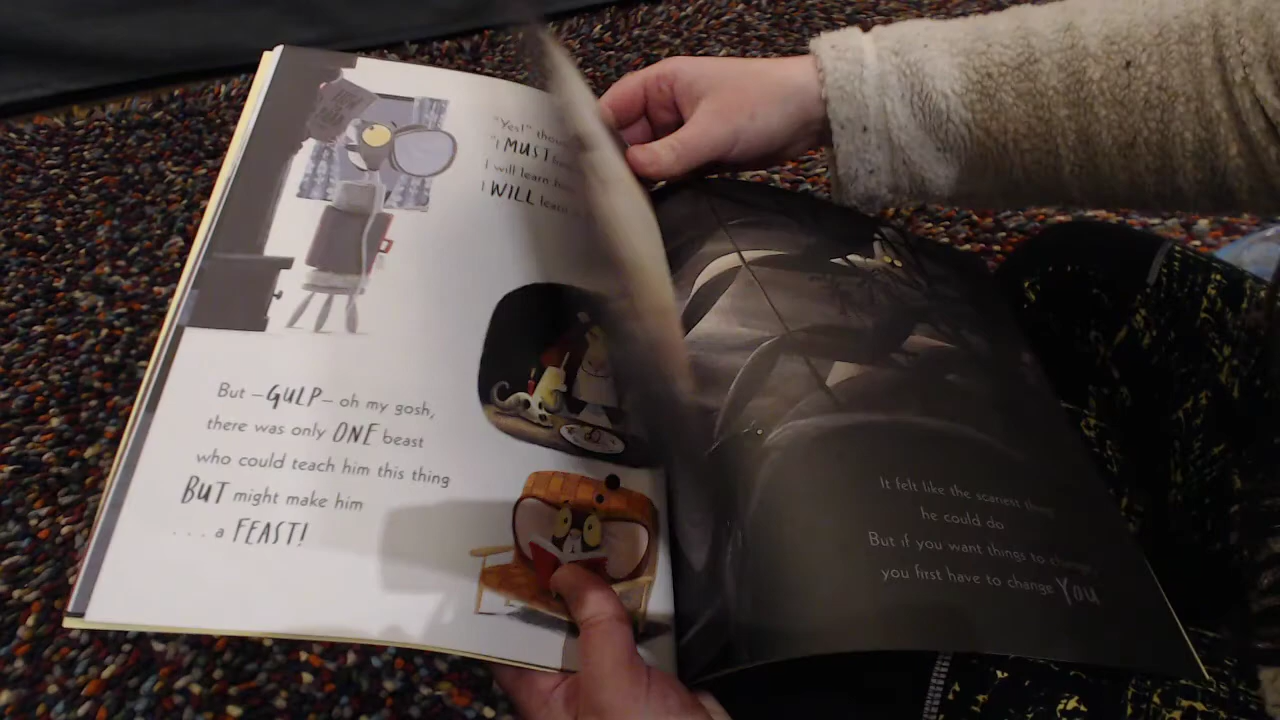 "Yes!"
"I MUST
I will learn
I WILL learn
But – GULP – oh my gosh,
there was only ONE beast
who could teach him this thing
BUT might make him
. . . a FEAST!
It felt like the scariest thing
he could do
But if you want things to change,
you first have to change YOU